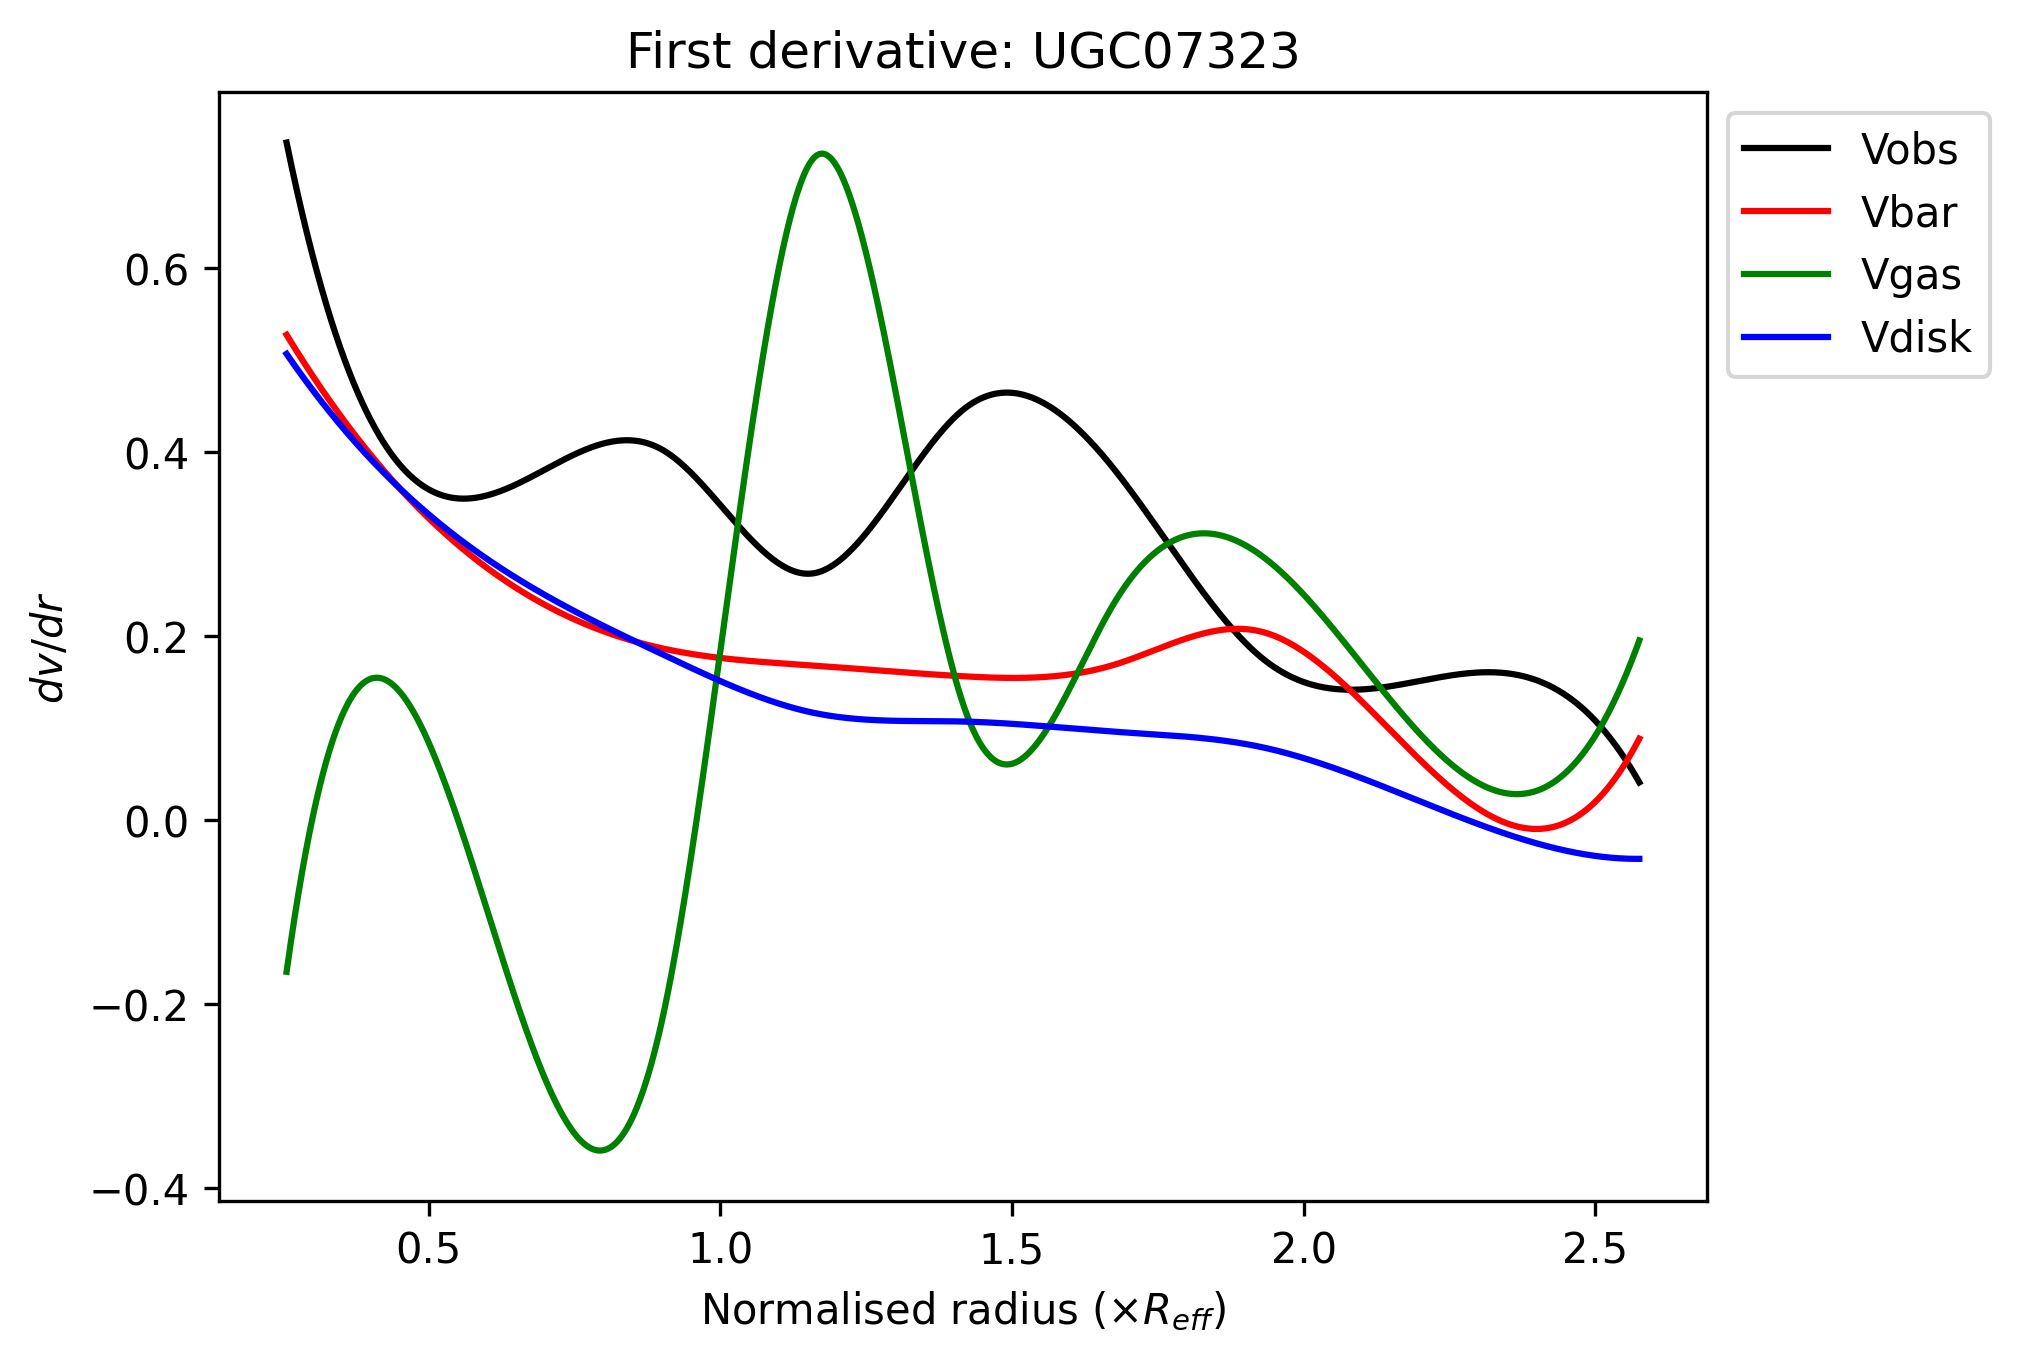 First derivative: UGC07323
Vobs
Vbar
Vgas
Vdisk
0.6
0.4
0.2
0.0
−0.2
−0.4
dv/dr
0.5 1.0 1.5 2.0 2.5
Normalised radius (×R_eff)